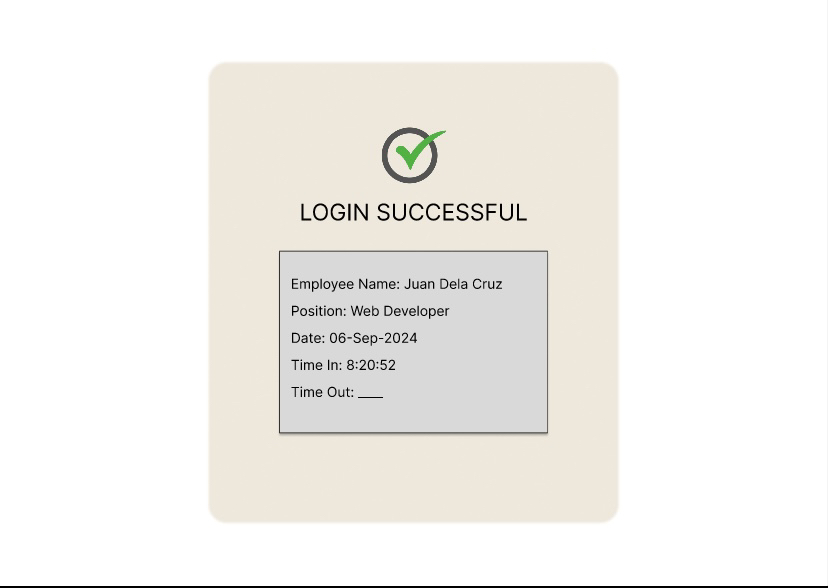 LOGIN SUCCESSFUL
Employee Name: Juan Dela Cruz
Position: Web Developer
Date: 06-Sep-2024
Time In: 8:20:52
Time Out: ____